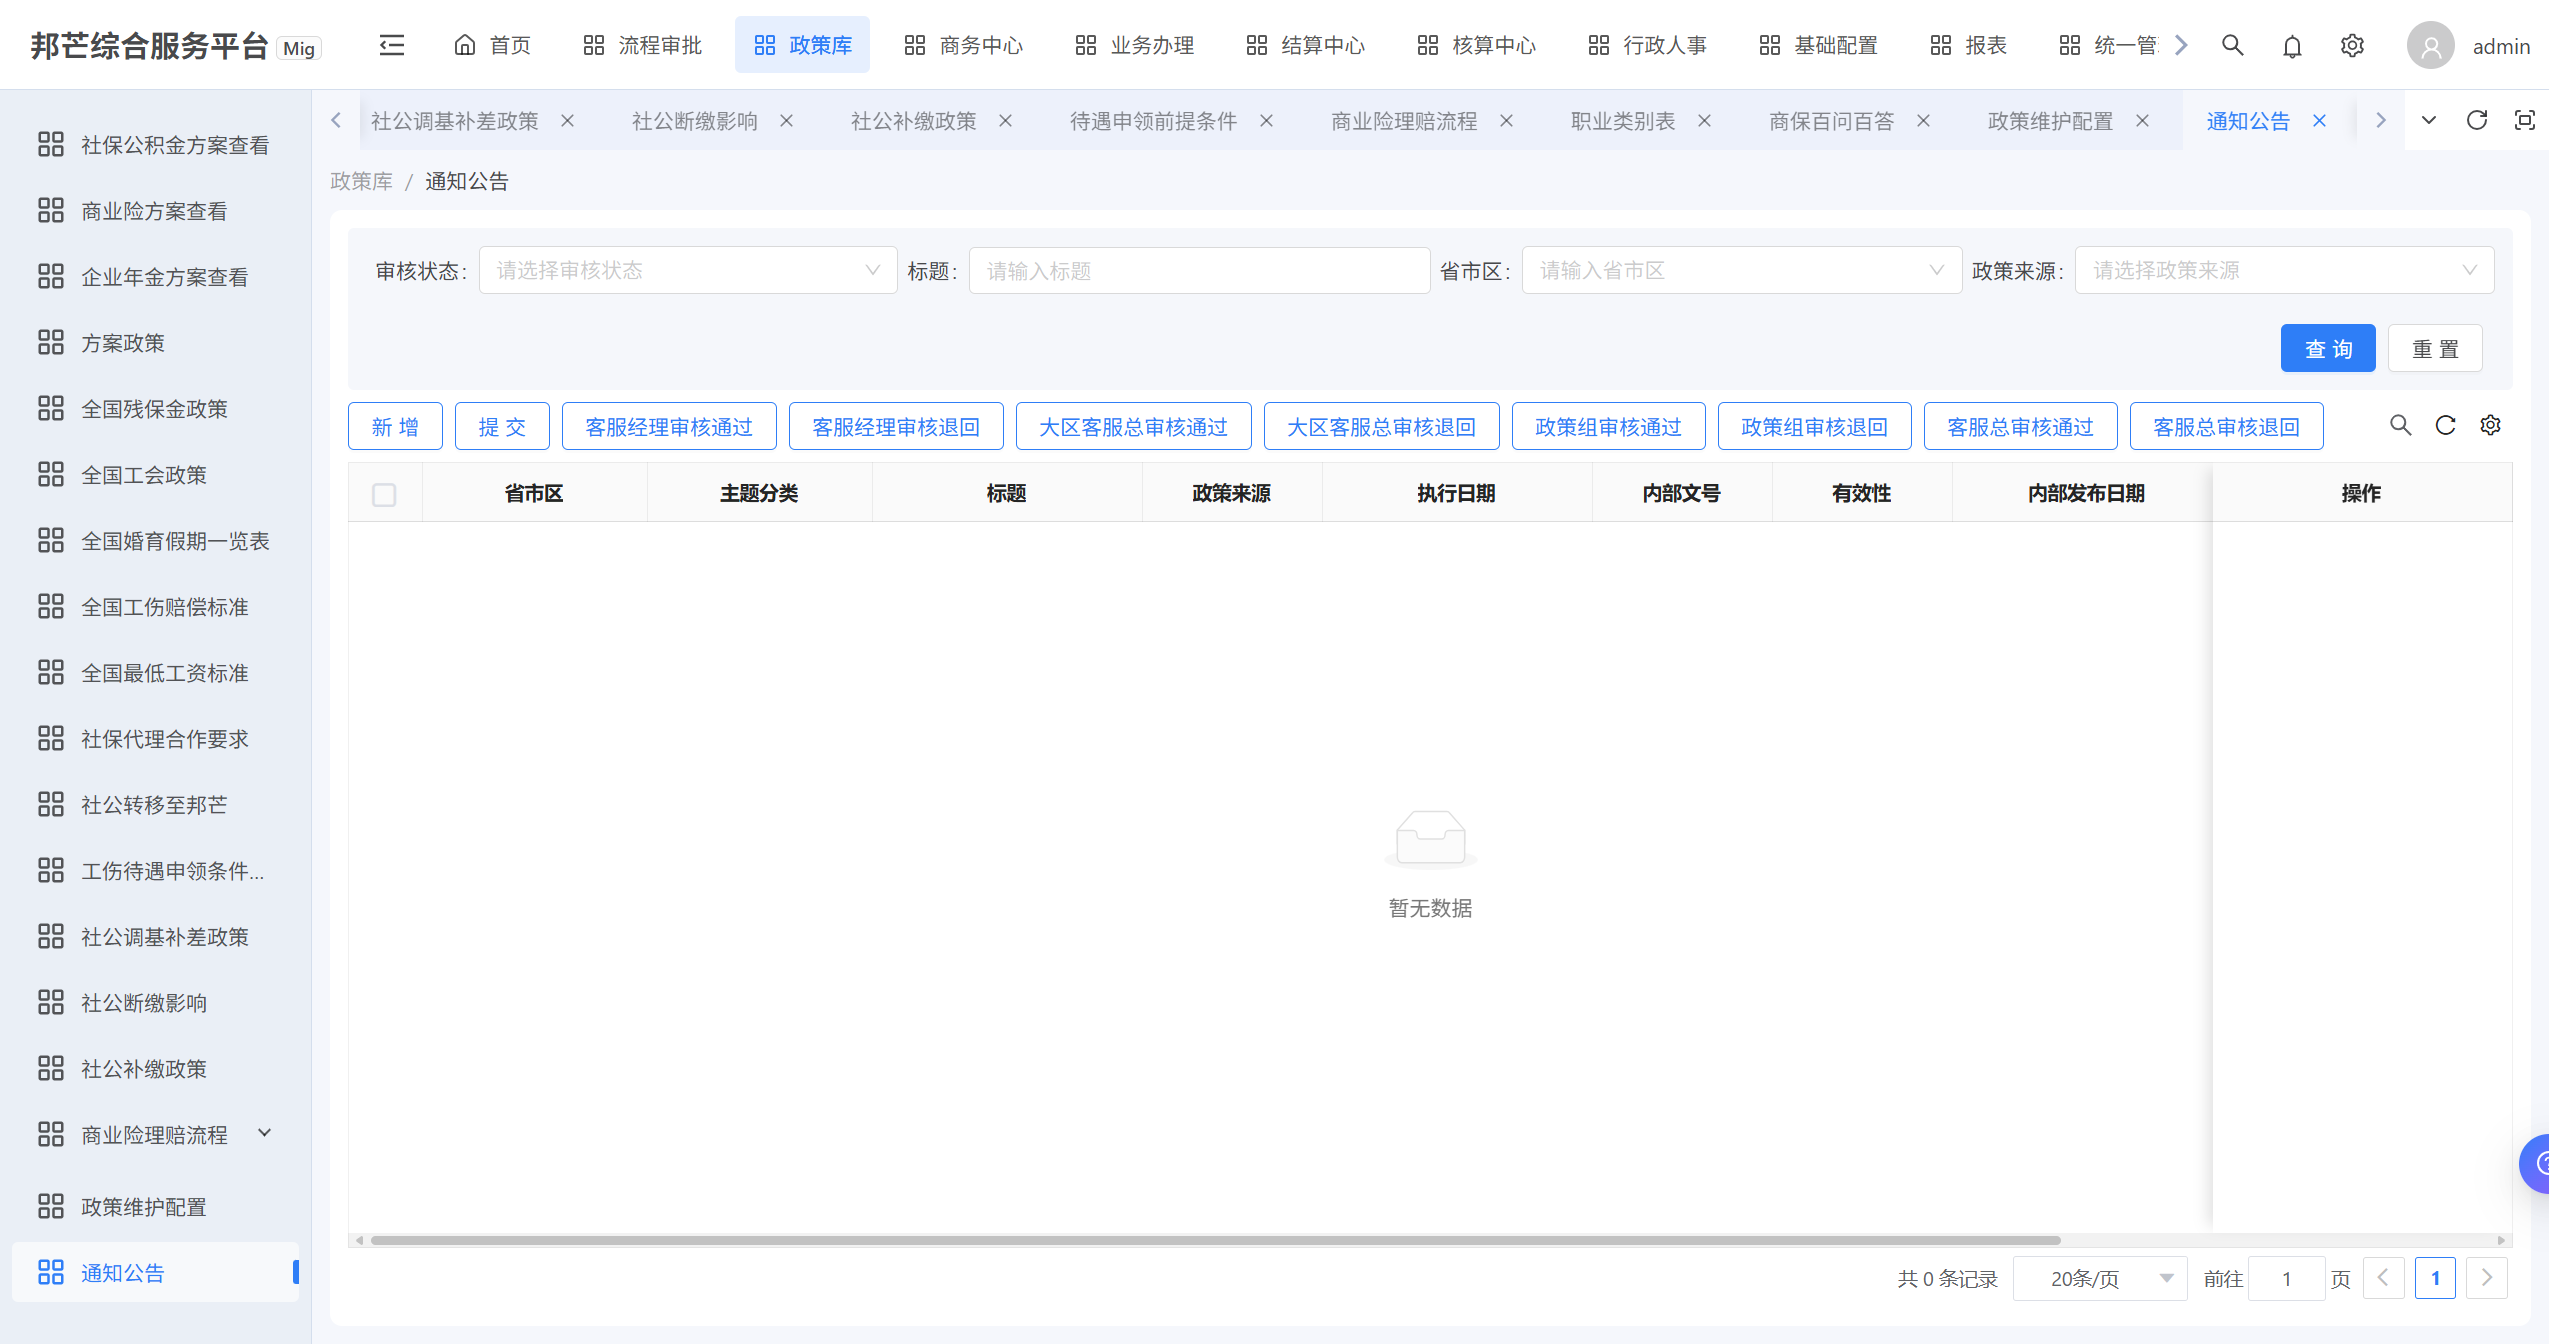 邦芒综合服务平台 Mig 首页 流程审批 政策库 商务中心 业务办理 结算中心 核算中心 行政人事 基础配置 报表 统一管 admin
社公调基补差政策 社公断缴影响 社公补缴政策 待遇申领前提条件 商业险理赔流程 职业类别表 商保百问百答 政策维护配置 通知公告
政策库 / 通知公告
社保公积金方案查看
商业险方案查看
企业年金方案查看
方案政策
全国残保金政策
全国工会政策
全国婚育假期一览表
全国工伤赔偿标准
全国最低工资标准
社保代理合作要求
社公转移至邦芒
工伤待遇申领条件...
社公调基补差政策
社公断缴影响
社公补缴政策
商业险理赔流程
政策维护配置
通知公告
审核状态: 请选择审核状态 标题: 请输入标题 省市区: 请输入省市区 政策来源: 请选择政策来源
查 询 重 置
新 增 提 交 客服经理审核通过 客服经理审核退回 大区客服总审核通过 大区客服总审核退回 政策组审核通过 政策组审核退回 客服总审核通过 客服总审核退回
省市区 主题分类 标题 政策来源 执行日期 内部文号 有效性 内部发布日期 操作
暂无数据
共 0 条记录 20条/页 前往 1 页 1